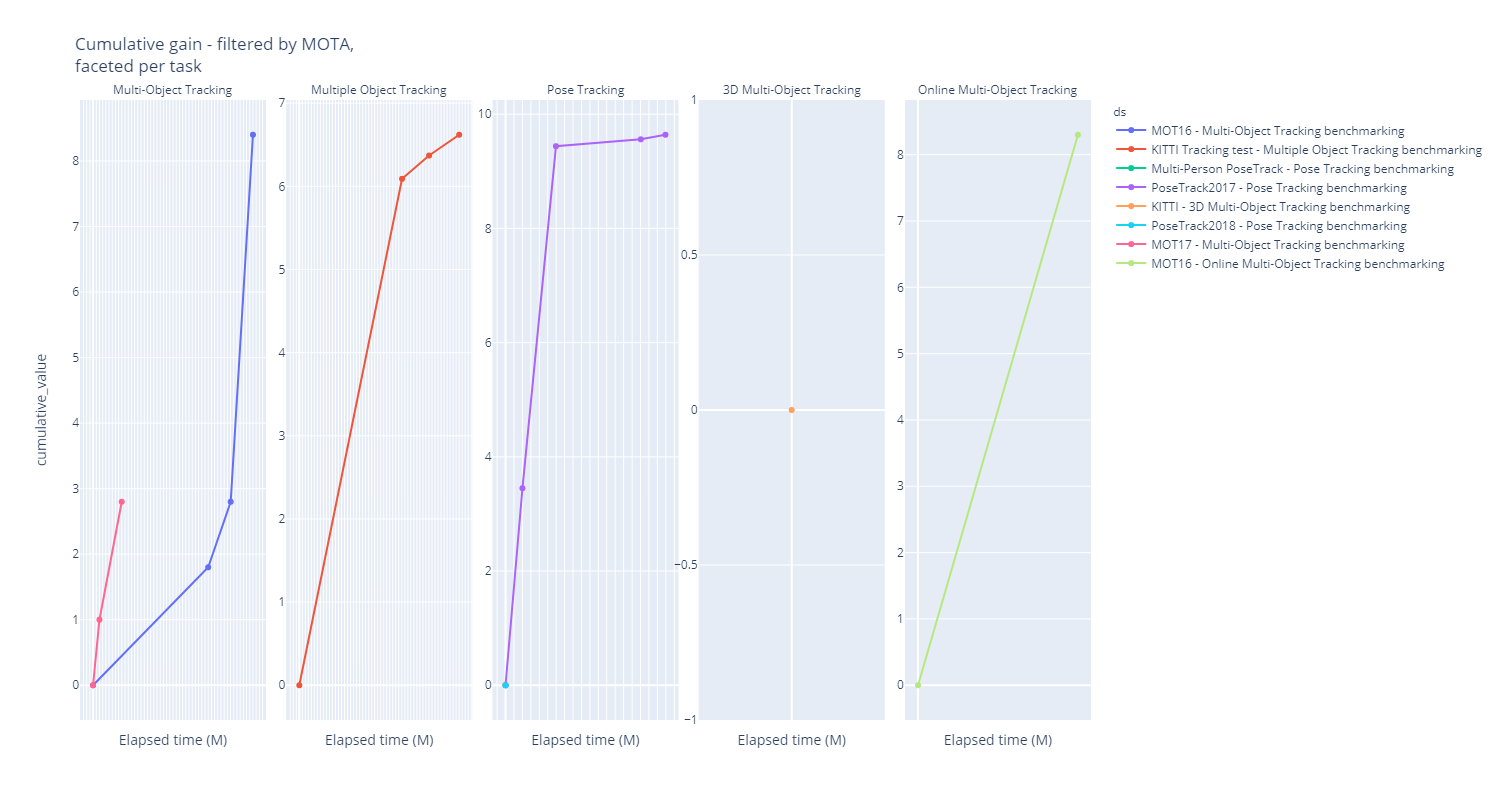 Cumulative gain - filtered by MOTA,
faceted per task
Multi-Object Tracking
Multiple Object Tracking
Pose Tracking
3D Multi-Object Tracking
Online Multi-Object Tracking
cumulative_value
8
7
6
5
4
3
2
1
0
7
6
5
4
3
2
1
0
10
8
6
4
2
0
1
0.5
0
−0.5
−1
8
7
6
5
4
3
2
1
0
Elapsed time (M)
Elapsed time (M)
Elapsed time (M)
Elapsed time (M)
Elapsed time (M)
ds
MOT16 - Multi-Object Tracking benchmarking
KITTI Tracking test - Multiple Object Tracking benchmarking
Multi-Person PoseTrack - Pose Tracking benchmarking
PoseTrack2017 - Pose Tracking benchmarking
KITTI - 3D Multi-Object Tracking benchmarking
PoseTrack2018 - Pose Tracking benchmarking
MOT17 - Multi-Object Tracking benchmarking
MOT16 - Online Multi-Object Tracking benchmarking